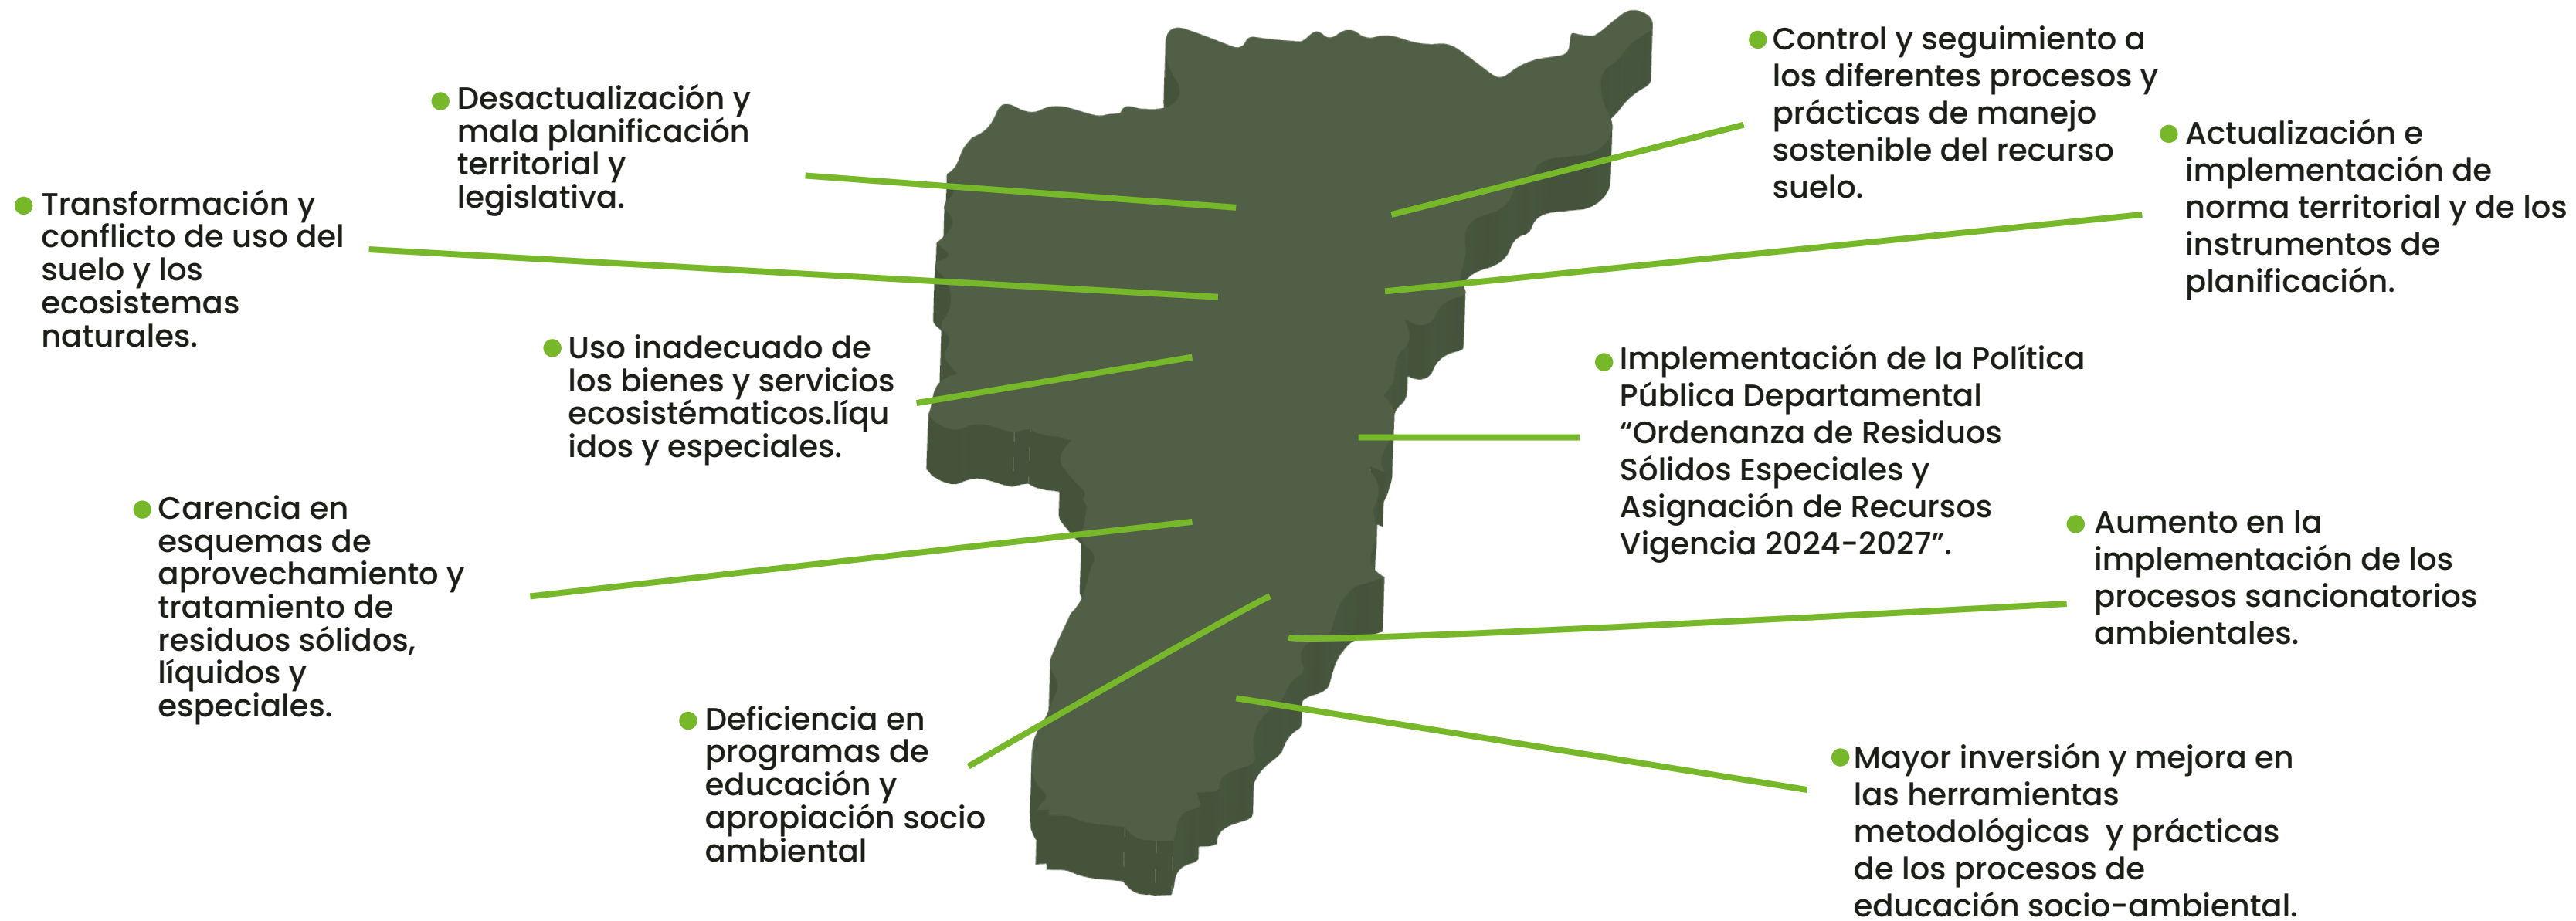 Desactualización y
mala planificación
territorial y
legislativa.
Transformación y
conflicto de uso del
suelo y los
ecosistemas
naturales.
Uso inadecuado de
los bienes y servicios
ecosistématicos.líqu
idos y especiales.
Carencia en
esquemas de
aprovechamiento y
tratamiento de
residuos sólidos,
líquidos y
especiales.
Deficiencia en
programas de
educación y
apropiación socio
ambiental
Control y seguimiento a
los diferentes procesos y
prácticas de manejo
sostenible del recurso
suelo.
Actualización e
implementación de
norma territorial y de los
instrumentos de
planificación.
Implementación de la Política
Pública Departamental
“Ordenanza de Residuos
Sólidos Especiales y
Asignación de Recursos
Vigencia 2024-2027”.
Aumento en la
implementación de los
procesos sancionatorios
ambientales.
Mayor inversión y mejora en
las herramientas
metodológicas  y prácticas
de los procesos de
educación socio-ambiental.